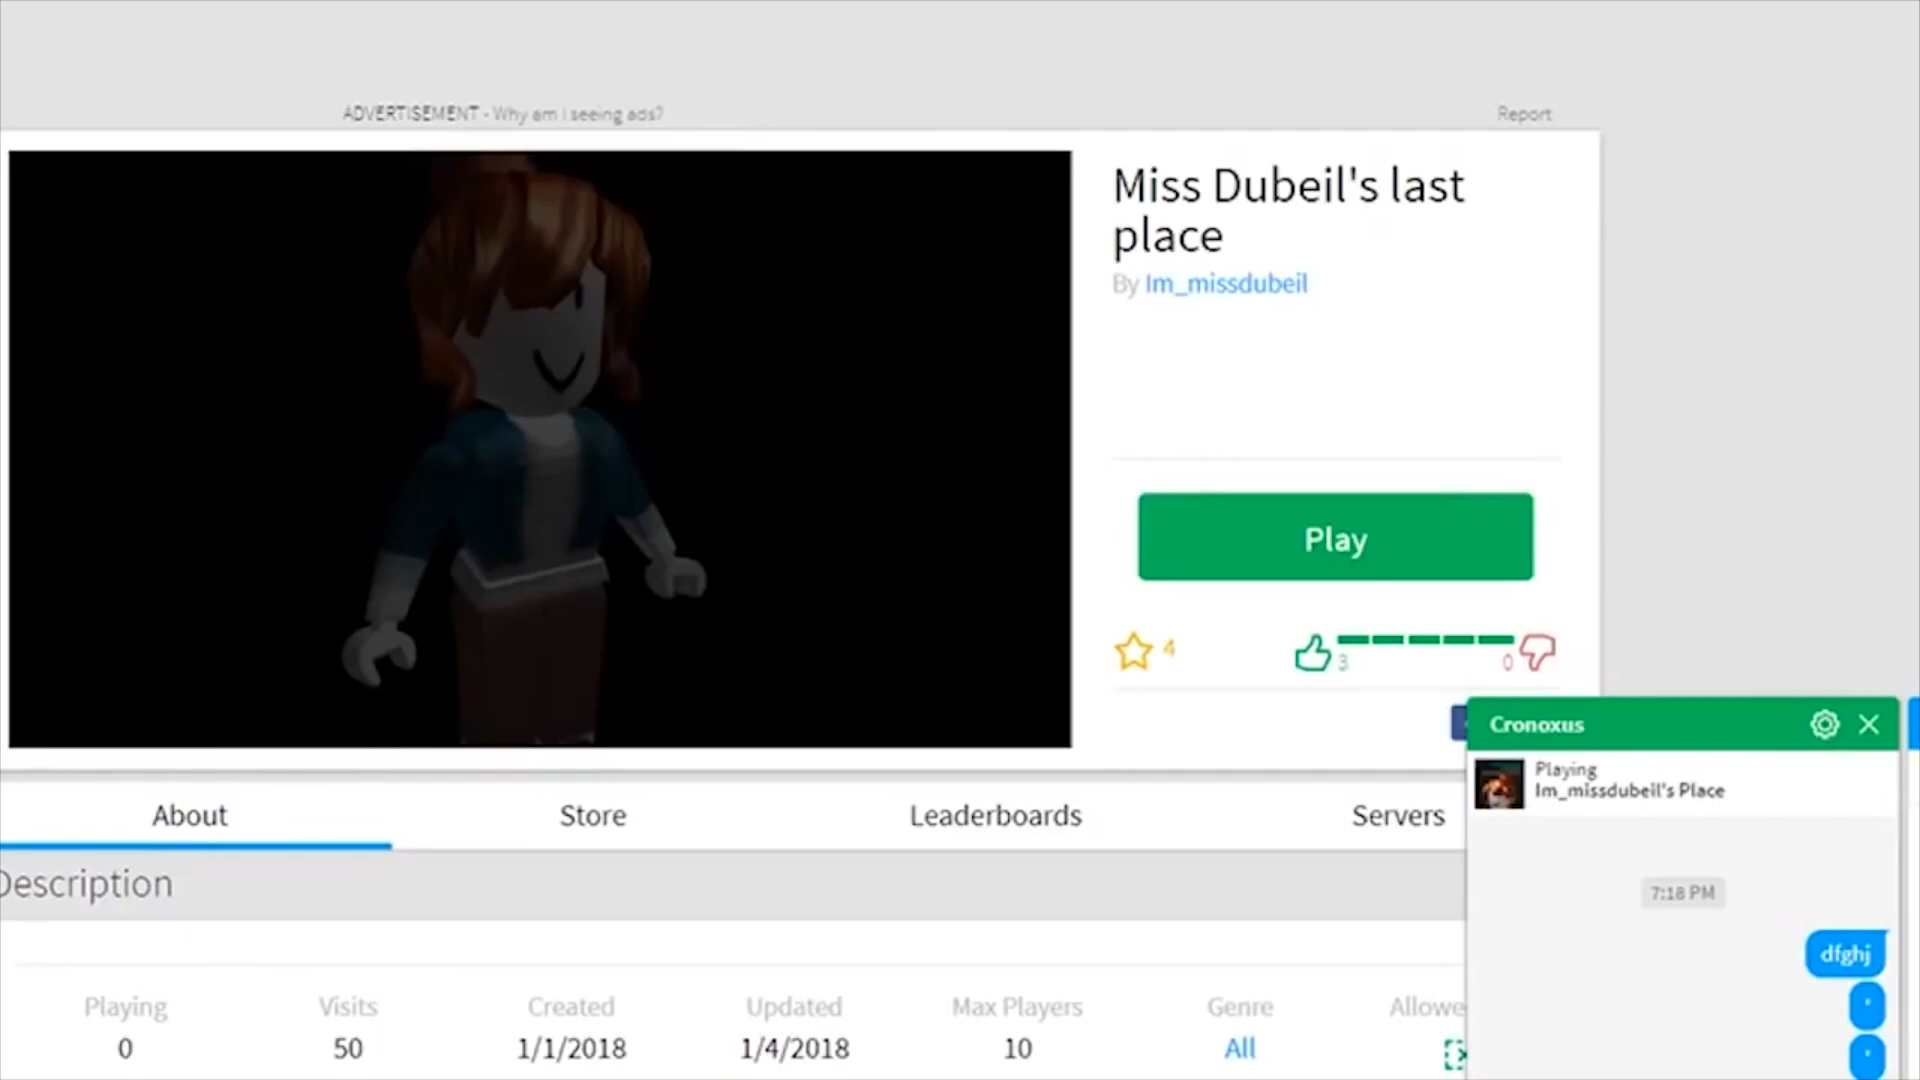 ADVERTISEMENT - Why am I seeing ads?
Report
Miss Dubeil's last
place
By Im_missdubeil
Play
4
3
0
Cronoxus
Playing
Im_missdubeil's Place
About
Store
Leaderboards
Servers
Description
7:18 PM
dfghj
'
'
Playing
Visits
Created
Updated
Max Players
Genre
Allowe
0
50
1/1/2018
1/4/2018
10
All